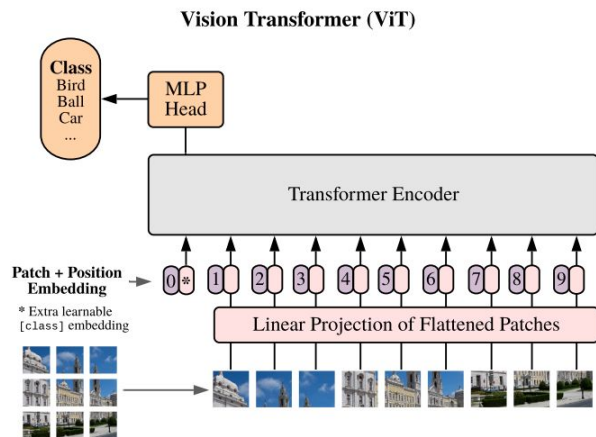 Vision Transformer (ViT)
Class
Bird
Ball
Car
...
MLP
Head
Transformer Encoder
Patch + Position
Embedding
0 * 1 2 3 4 5 6 7 8 9
* Extra learnable
[class] embedding
Linear Projection of Flattened Patches